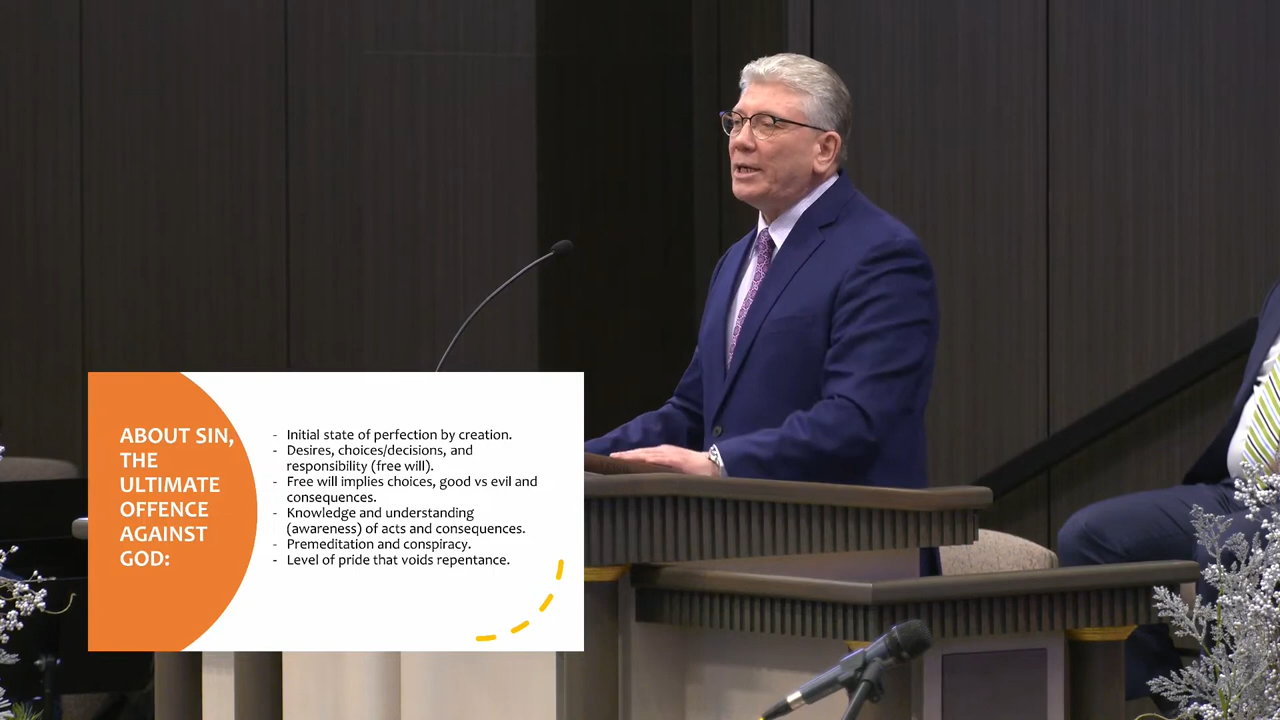 ABOUT SIN,
THE
ULTIMATE
OFFENCE
AGAINST
GOD:
- Initial state of perfection by creation.
- Desires, choices/decisions, and
responsibility (free will).
- Free will implies choices, good vs evil and
consequences.
- Knowledge and understanding
(awareness) of acts and consequences.
- Premeditation and conspiracy.
- Level of pride that voids repentance.